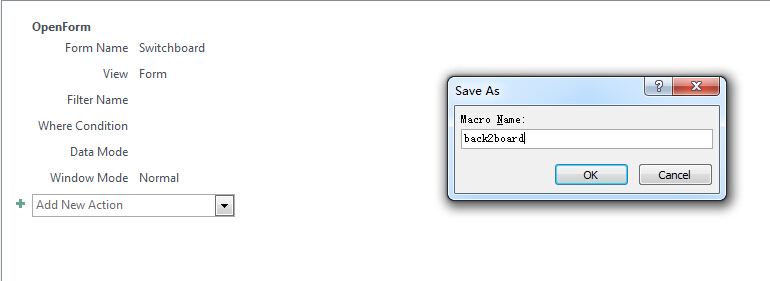 OpenForm
Form Name Switchboard
View Form
Filter Name
Where Condition
Data Mode
Window Mode Normal
Add New Action
Save As
Macro Name:
back2board
OK Cancel